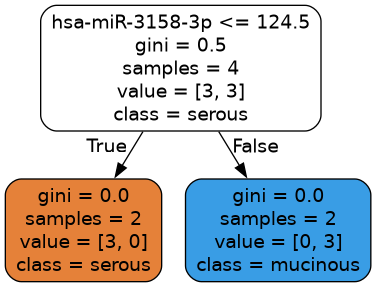 hsa-miR-3158-3p <= 124.5
gini = 0.5
samples = 4
value = [3, 3]
class = serous
True
False
gini = 0.0
samples = 2
value = [3, 0]
class = serous
gini = 0.0
samples = 2
value = [0, 3]
class = mucinous